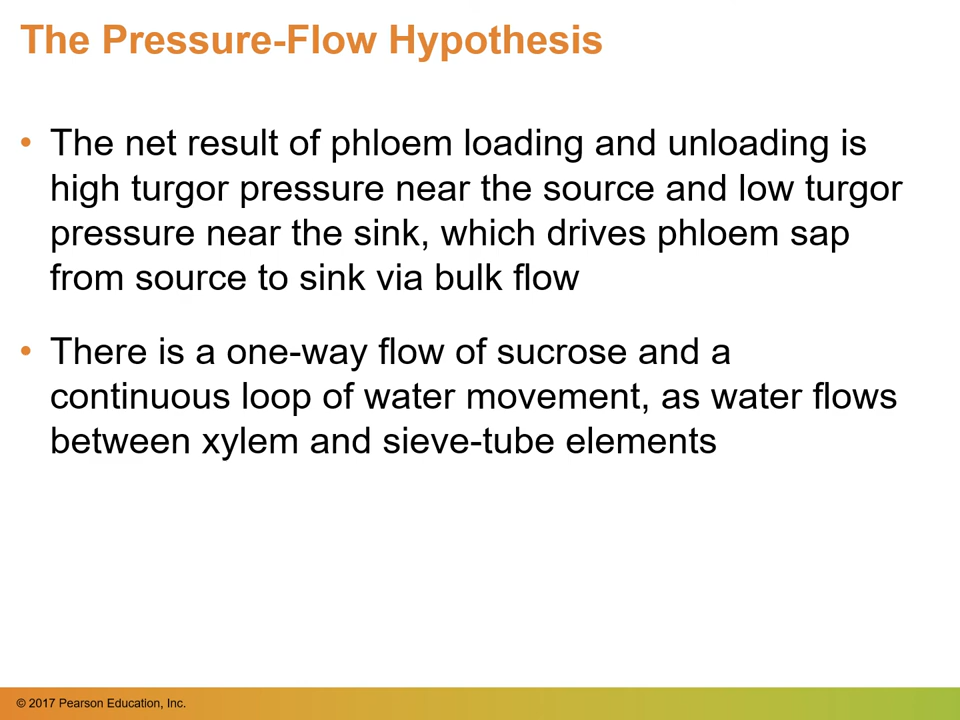 The Pressure-Flow Hypothesis
• The net result of phloem loading and unloading is
high turgor pressure near the source and low turgor
pressure near the sink, which drives phloem sap
from source to sink via bulk flow
• There is a one-way flow of sucrose and a
continuous loop of water movement, as water flows
between xylem and sieve-tube elements
© 2017 Pearson Education, Inc.